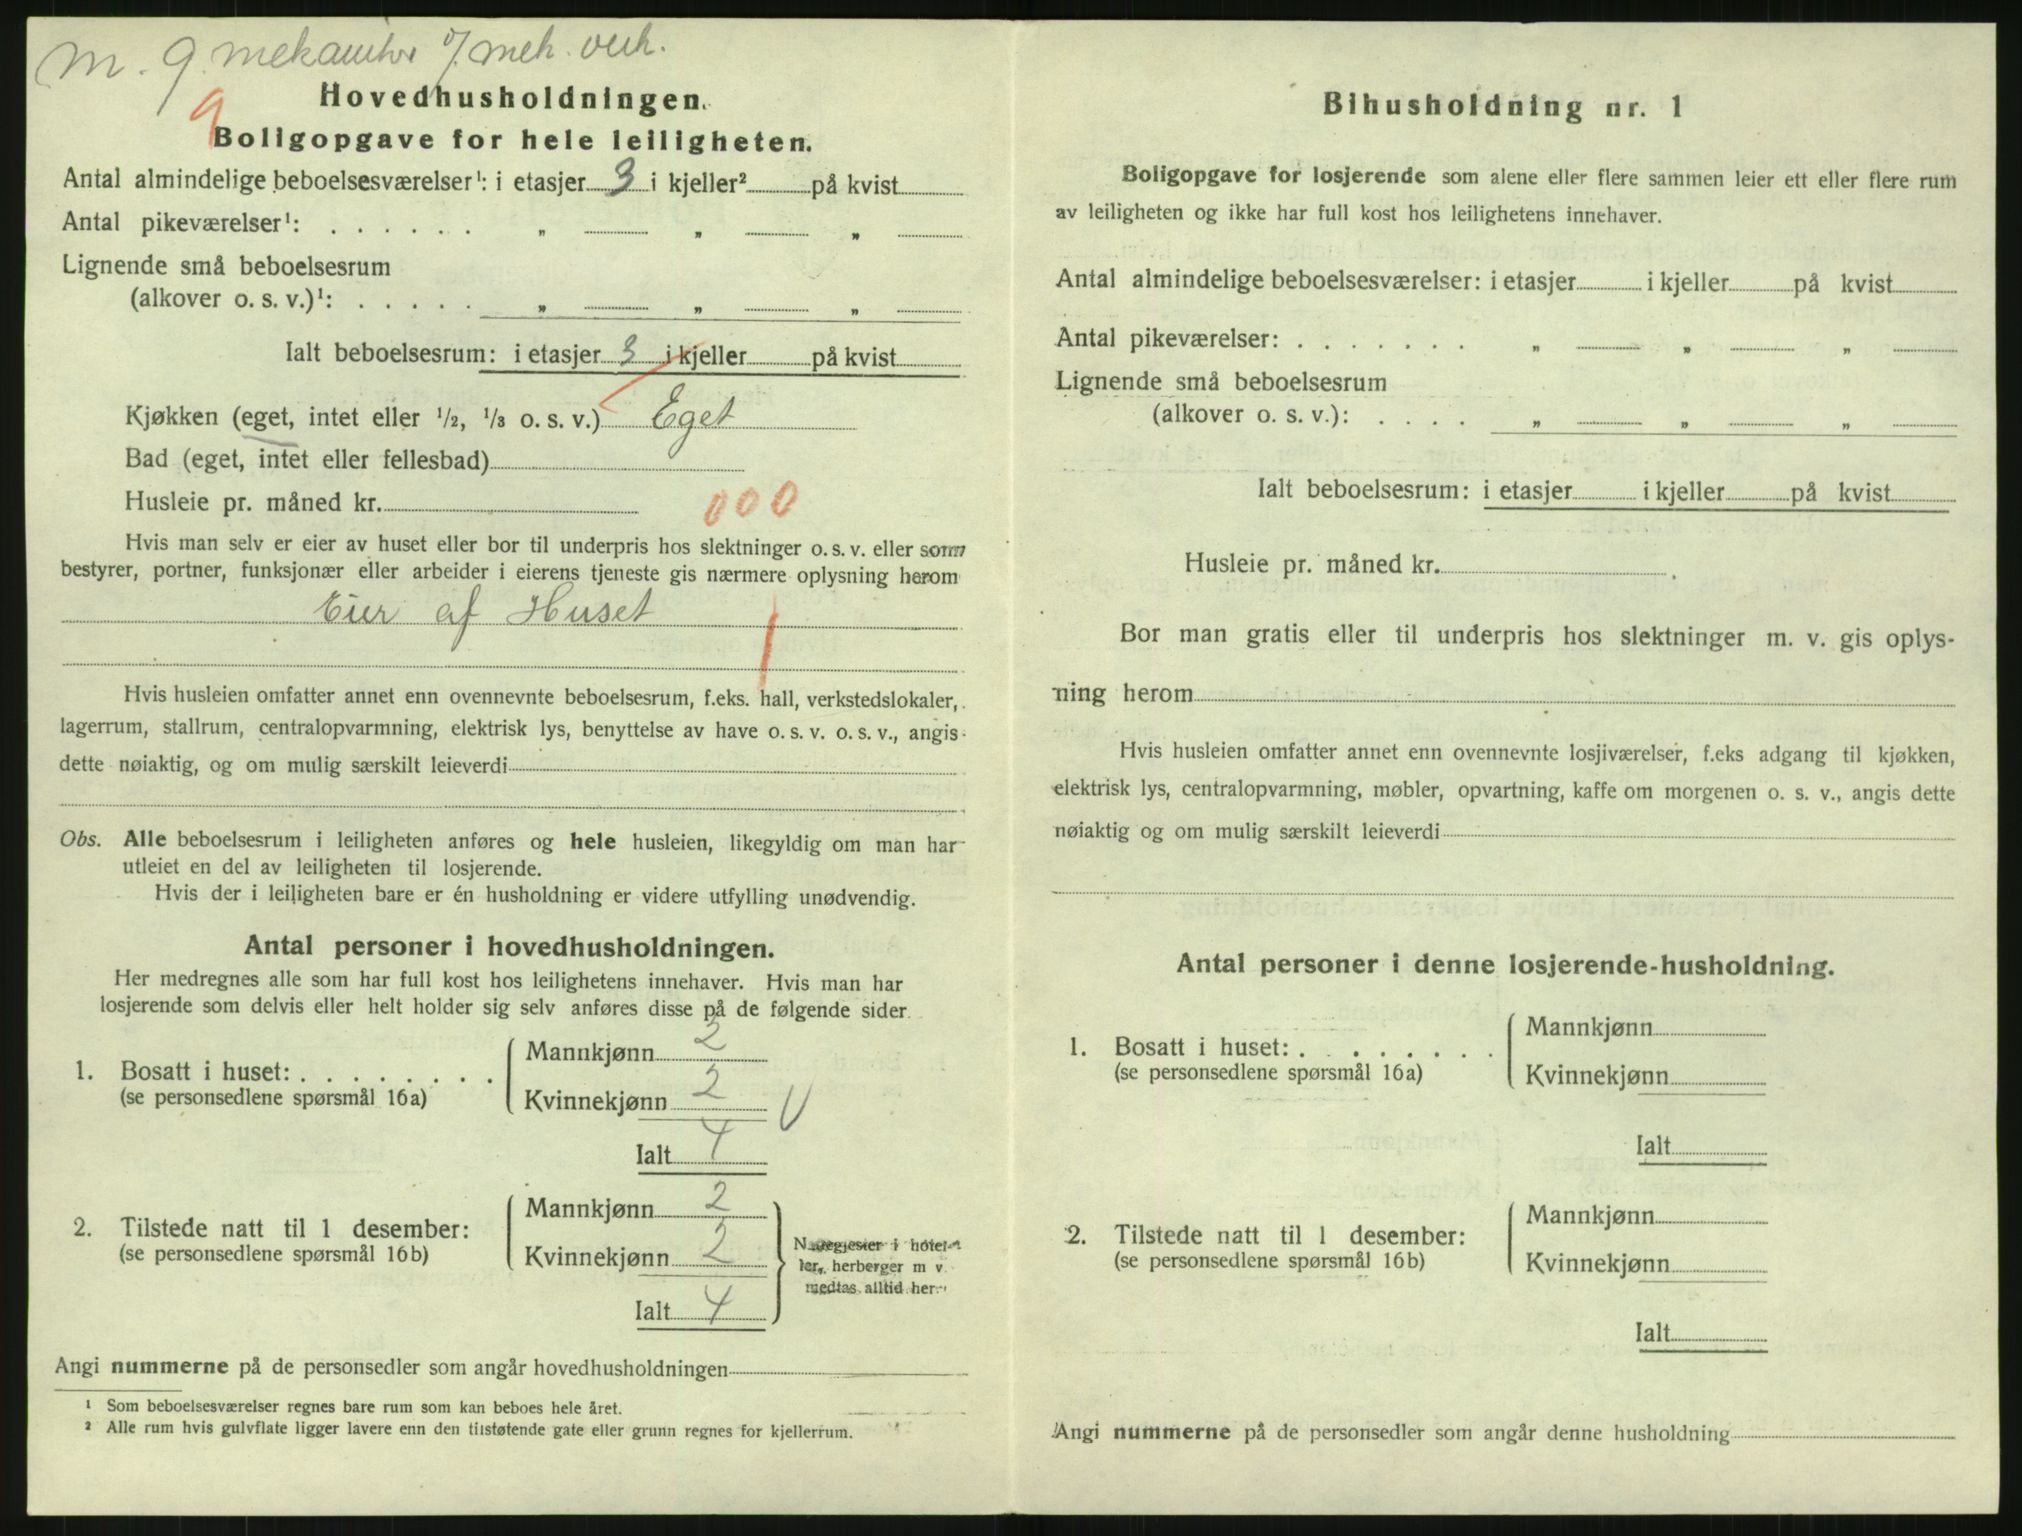 M. 9. mekaniker v/ mek. verk.
9
Hovedhusholdningen.
Boligopgave for hele leiligheten.
Antal almindelige beboelsesværelser¹: i etasjer 3 i kjeller² på kvist
Antal pikeværelser¹: . . . . . . „ „ „
Lignende små beboelsesrum
(alkover o. s. v.)¹: . . . . . „ „ „
Ialt beboelsesrum: i etasjer 3 i kjeller på kvist
Kjøkken (eget, intet eller 1/2, 1/3 o. s. v.) Eget
Bad (eget, intet eller fellesbad)
Husleie pr. måned kr. 000
Hvis man selv er eier av huset eller bor til underpris hos slektninger o. s. v. eller som
bestyrer, portner, funksjonær eller arbeider i eierens tjeneste gis nærmere oplysning herom
Eier af Huset
1
Hvis husleien omfatter annet enn ovennevnte beboelsesrum, f.eks. hall, verkstedslokaler,
lagerrum, stallrum, centralopvarmning, elektrisk lys, benyttelse av have o. s. v. o. s. v., angis
dette nøiaktig, og om mulig særskilt leieverdi
Obs. Alle beboelsesrum i leiligheten anføres og hele husleien, likegyldig om man har
utleiet en del av leiligheten til losjerende.
Hvis der i leiligheten bare er én husholdning er videre utfylling unødvendig.
Antal personer i hovedhusholdningen.
Her medregnes alle som har full kost hos leilighetens innehaver. Hvis man har
losjerende som delvis eller helt holder sig selv anføres disse på de følgende sider.
1. Bosatt i huset: . . . . . . . .
(se personsedlene spørsmål 16a)
Mannkjønn 2
Kvinnekjønn 2
Ialt 4
2. Tilstede natt til 1 desember:
(se personsedlene spørsmål 16b)
Mannkjønn 2
Kvinnekjønn 2
Ialt 4
Nattegjester i hotel-
ler, herberger m v.
medtas alltid her.
Angi nummerne på de personsedler som angår hovedhusholdningen
¹ Som beboelsesværelser regnes bare rum som kan beboes hele året.
² Alle rum hvis gulvflate ligger lavere enn den tilstøtende gate eller grunn regnes for kjellerrum.
Bihusholdning nr. 1
Boligopgave for losjerende som alene eller flere sammen leier ett eller flere rum
av leiligheten og ikke har full kost hos leilighetens innehaver.
Antal almindelige beboelsesværelser: i etasjer i kjeller på kvist
Antal pikeværelser: . . . . . . . „ „ „
Lignende små beboelsesrum
(alkover o. s. v.): . . . . „ „ „
Ialt beboelsesrum: i etasjer i kjeller på kvist
Husleie pr. måned kr.
Bor man gratis eller til underpris hos slektninger m. v. gis oplys-
ning herom
Hvis husleien omfatter annet enn ovennevnte losjiværelser, f.eks adgang til kjøkken,
elektrisk lys, centralopvarmning, møbler, opvartning, kaffe om morgenen o. s. v., angis dette
nøiaktig og om mulig særskilt leieverdi
Antal personer i denne losjerende-husholdning.
1. Bosatt i huset: . . . . . . . .
(se personsedlene spørsmål 16a)
Mannkjønn
Kvinnekjønn
Ialt
2. Tilstede natt til 1 desember:
(se personsedlene spørsmål 16b)
Mannkjønn
Kvinnekjønn
Ialt
Angi nummerne på de personsedler som angår denne husholdning